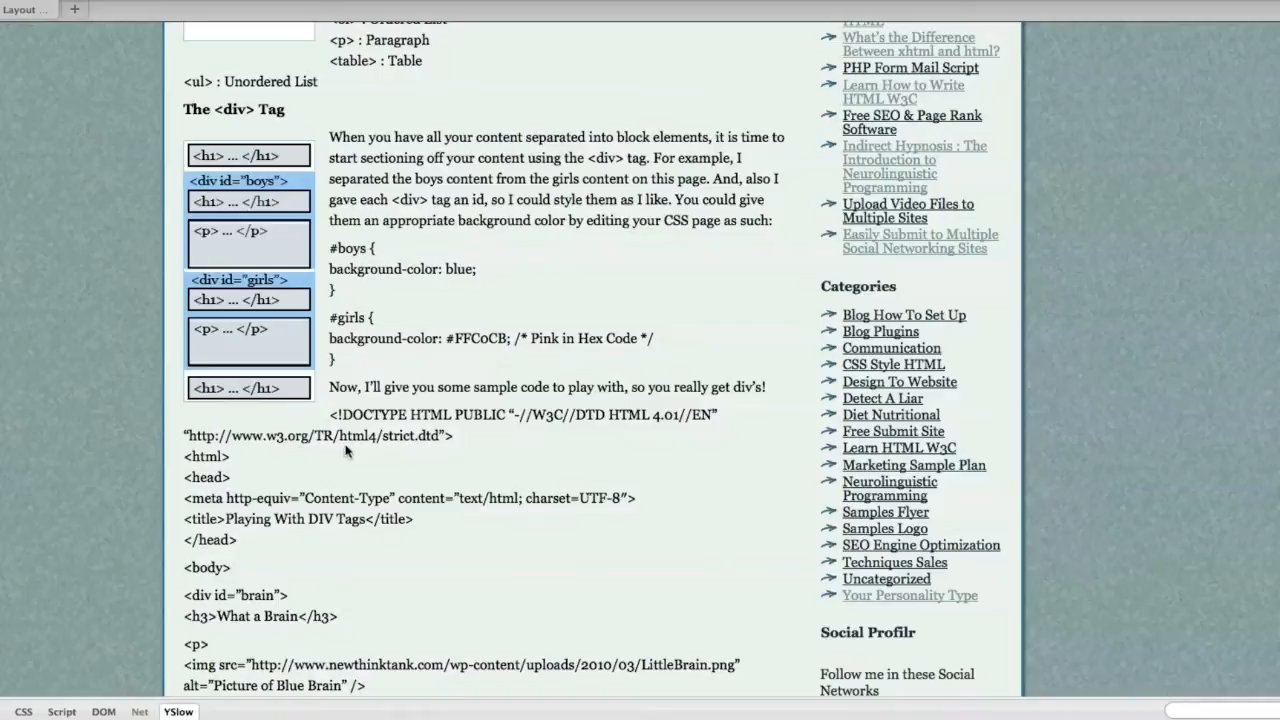 Layout ...
+
<p> : Paragraph
<table> : Table
<ul> : Unordered List
The <div> Tag
<h1> ... </h1>
<div id="boys">
<h1> ... </h1>
<p> ... </p>
<div id="girls">
<h1> ... </h1>
<p> ... </p>
<h1> ... </h1>
When you have all your content separated into block elements, it is time to
start sectioning off your content using the <div> tag. For example, I
separated the boys content from the girls content on this page. And, also I
gave each <div> tag an id, so I could style them as I like. You could give
them an appropriate background color by editing your CSS page as such:
#boys {
background-color: blue;
}
#girls {
background-color: #FFC0CB; /* Pink in Hex Code */
}
Now, I'll give you some sample code to play with, so you really get div's!
<!DOCTYPE HTML PUBLIC “-//W3C//DTD HTML 4.01//EN”
“http://www.w3.org/TR/html4/strict.dtd”>
<html>
<head>
<meta http-equiv=”Content-Type” content=”text/html; charset=UTF-8″>
<title>Playing With DIV Tags</title>
</head>
<body>
<div id=”brain”>
<h3>What a Brain</h3>
<p>
<img src=”http://www.newthinktank.com/wp-content/uploads/2010/03/LittleBrain.png”
alt=”Picture of Blue Brain” />
HTML
What's the Difference
Between xhtml and html?
PHP Form Mail Script
Learn How to Write
HTML W3C
Free SEO & Page Rank
Software
Indirect Hypnosis : The
Introduction to
Neurolinguistic
Programming
Upload Video Files to
Multiple Sites
Easily Submit to Multiple
Social Networking Sites
Categories
Blog How To Set Up
Blog Plugins
Communication
CSS Style HTML
Design To Website
Detect A Liar
Diet Nutritional
Free Submit Site
Learn HTML W3C
Marketing Sample Plan
Neurolinguistic
Programming
Samples Flyer
Samples Logo
SEO Engine Optimization
Techniques Sales
Uncategorized
Your Personality Type
Social Profilr
Follow me in these Social
Networks
CSS Script DOM Net YSlow